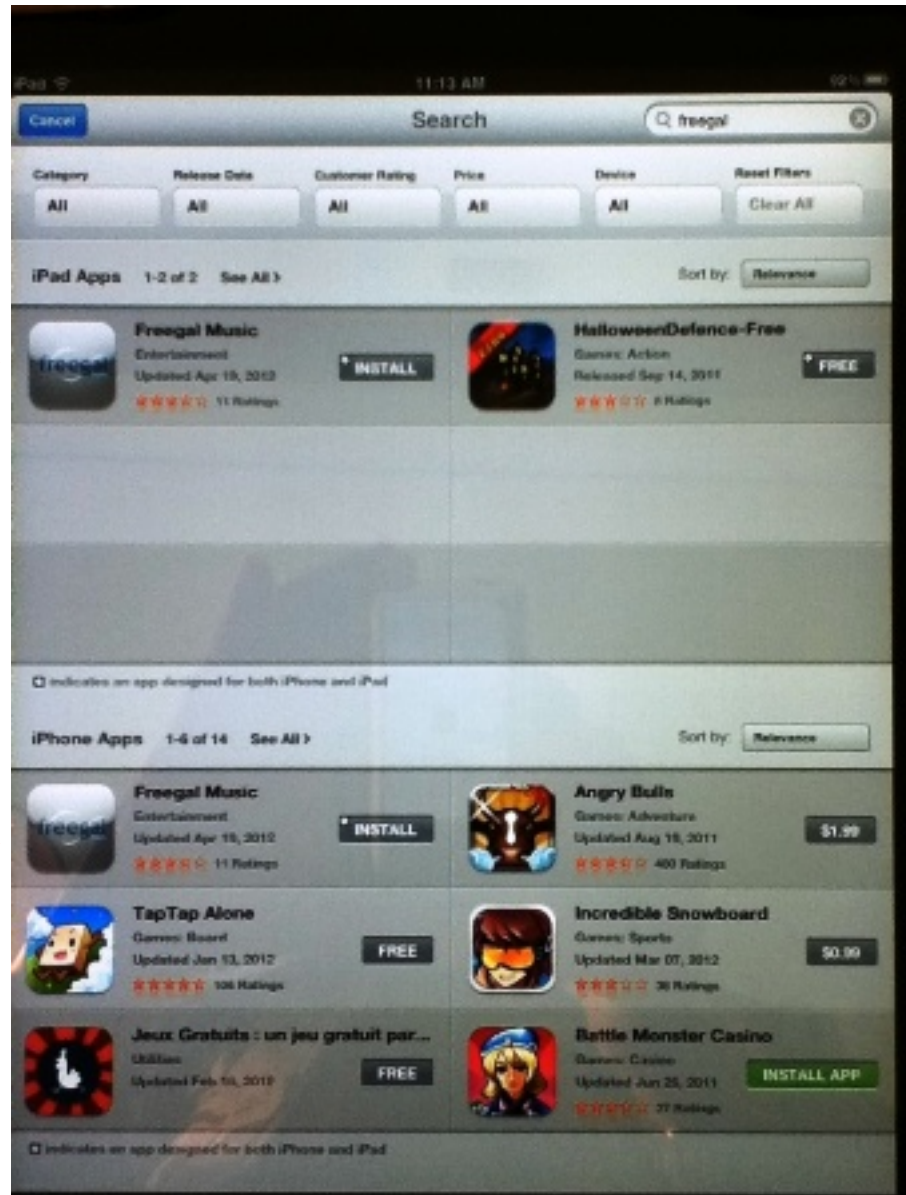 iPad
11:13 AM
92%
Cancel
Search
freegal
Category
Release Date
Customer Rating
Price
Device
Reset Filters
All
All
All
All
All
Clear All
iPad Apps
1-2 of 2
See All >
Sort by:
Relevance
Freegal Music
Entertainment
Updated Apr 19, 2012
11 Ratings
INSTALL
freegal
HalloweenDefence-Free
Games: Action
Released Sep 14, 2011
8 Ratings
FREE
indicates an app designed for both iPhone and iPad
iPhone Apps
1-6 of 14
See All >
Sort by:
Relevance
Freegal Music
Entertainment
Updated Apr 19, 2012
11 Ratings
INSTALL
freegal
Angry Bulls
Games: Adventure
Updated Aug 19, 2011
$1.99
Ratings
TapTap Alone
Games: Board
Updated Jan 13, 2012
Ratings
FREE
Incredible Snowboard
Games: Sports
Updated Mar 07, 2012
Ratings
$0.99
Jeux Gratuits : un jeu gratuit par...
Utilities
Updated Feb
FREE
Battle Monster Casino
Games: Casino
Updated Jun 25, 2011
27 Ratings
INSTALL APP
indicates an app designed for both iPhone and iPad